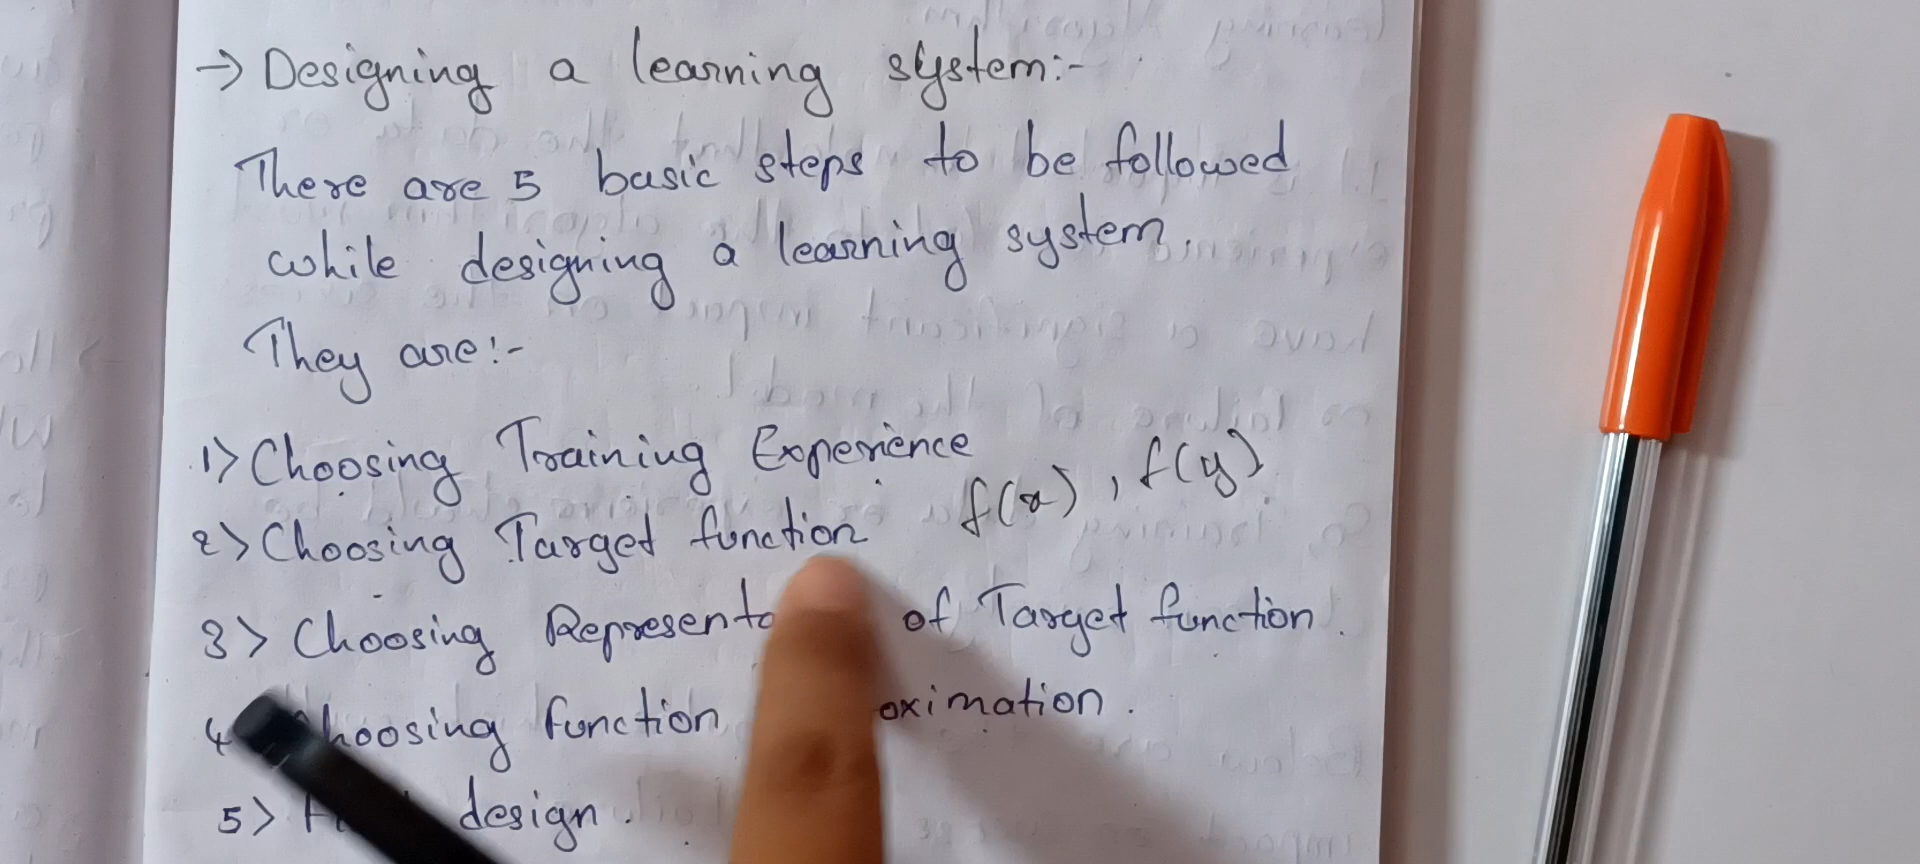 → Designing a learning system:-
There are 5 basic steps to be followed
while designing a learning system.
They are:-
1> Choosing Training Experience
f(x), f(y)
2> Choosing Target function
3> Choosing Representa of Target function.
4 hoosing function oximation.
5> design.